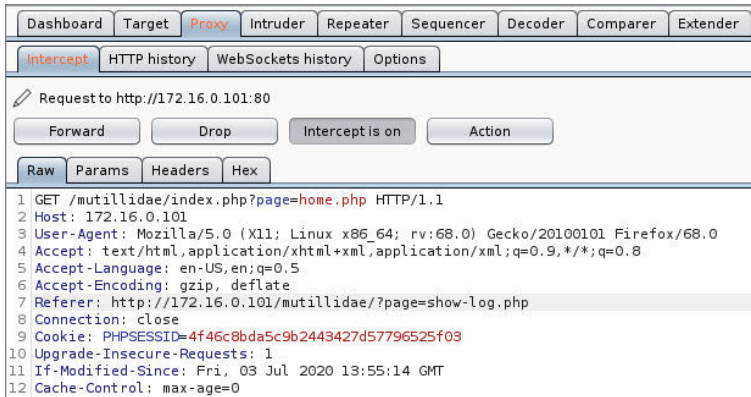 Dashboard Target Proxy Intruder Repeater Sequencer Decoder Comparer Extender
Intercept HTTP history WebSockets history Options
Request to http://172.16.0.101:80
Forward Drop Intercept is on Action
Raw Params Headers Hex
1 GET /mutillidae/index.php?page=home.php HTTP/1.1
2 Host: 172.16.0.101
3 User-Agent: Mozilla/5.0 (X11; Linux x86_64; rv:68.0) Gecko/20100101 Firefox/68.0
4 Accept: text/html,application/xhtml+xml,application/xml;q=0.9,*/*;q=0.8
5 Accept-Language: en-US,en;q=0.5
6 Accept-Encoding: gzip, deflate
7 Referer: http://172.16.0.101/mutillidae/?page=show-log.php
8 Connection: close
9 Cookie: PHPSESSID=4f46c8bda5c9b2443427d57796525f03
10 Upgrade-Insecure-Requests: 1
11 If-Modified-Since: Fri, 03 Jul 2020 13:55:14 GMT
12 Cache-Control: max-age=0